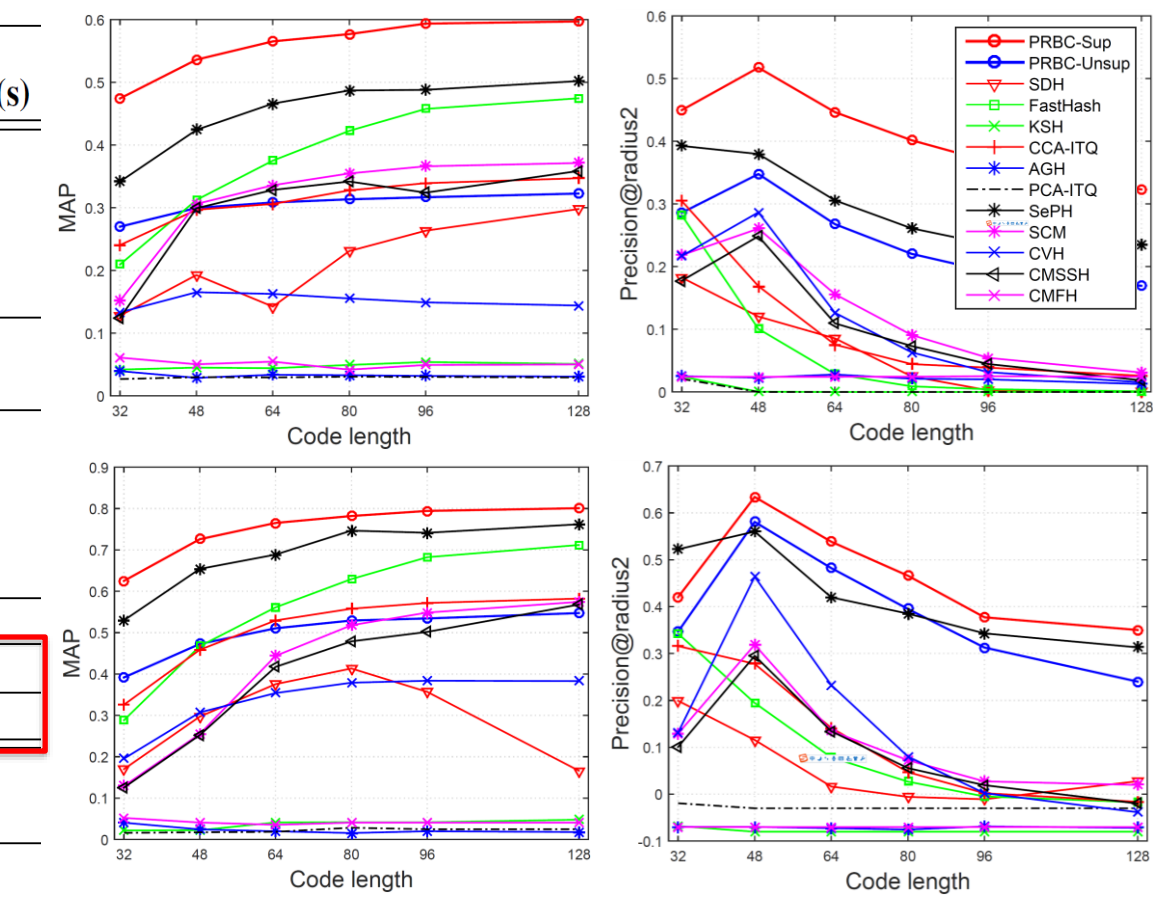 (s)
0.6
0.5
0.4
0.3
0.2
0.1
0
MAP
32 48 64 80 96 128
Code length
0.6
0.5
0.4
0.3
0.2
0.1
0
Precision@radius2
32 48 64 80 96 128
Code length
PRBC-Sup
PRBC-Unsup
SDH
FastHash
KSH
CCA-ITQ
AGH
PCA-ITQ
SePH
SCM
CVH
CMSSH
CMFH
0.9
0.8
0.7
0.6
0.5
0.4
0.3
0.2
0.1
0
MAP
32 48 64 80 96 128
Code length
0.7
0.6
0.5
0.4
0.3
0.2
0.1
0
-0.1
Precision@radius2
32 48 64 80 96 128
Code length